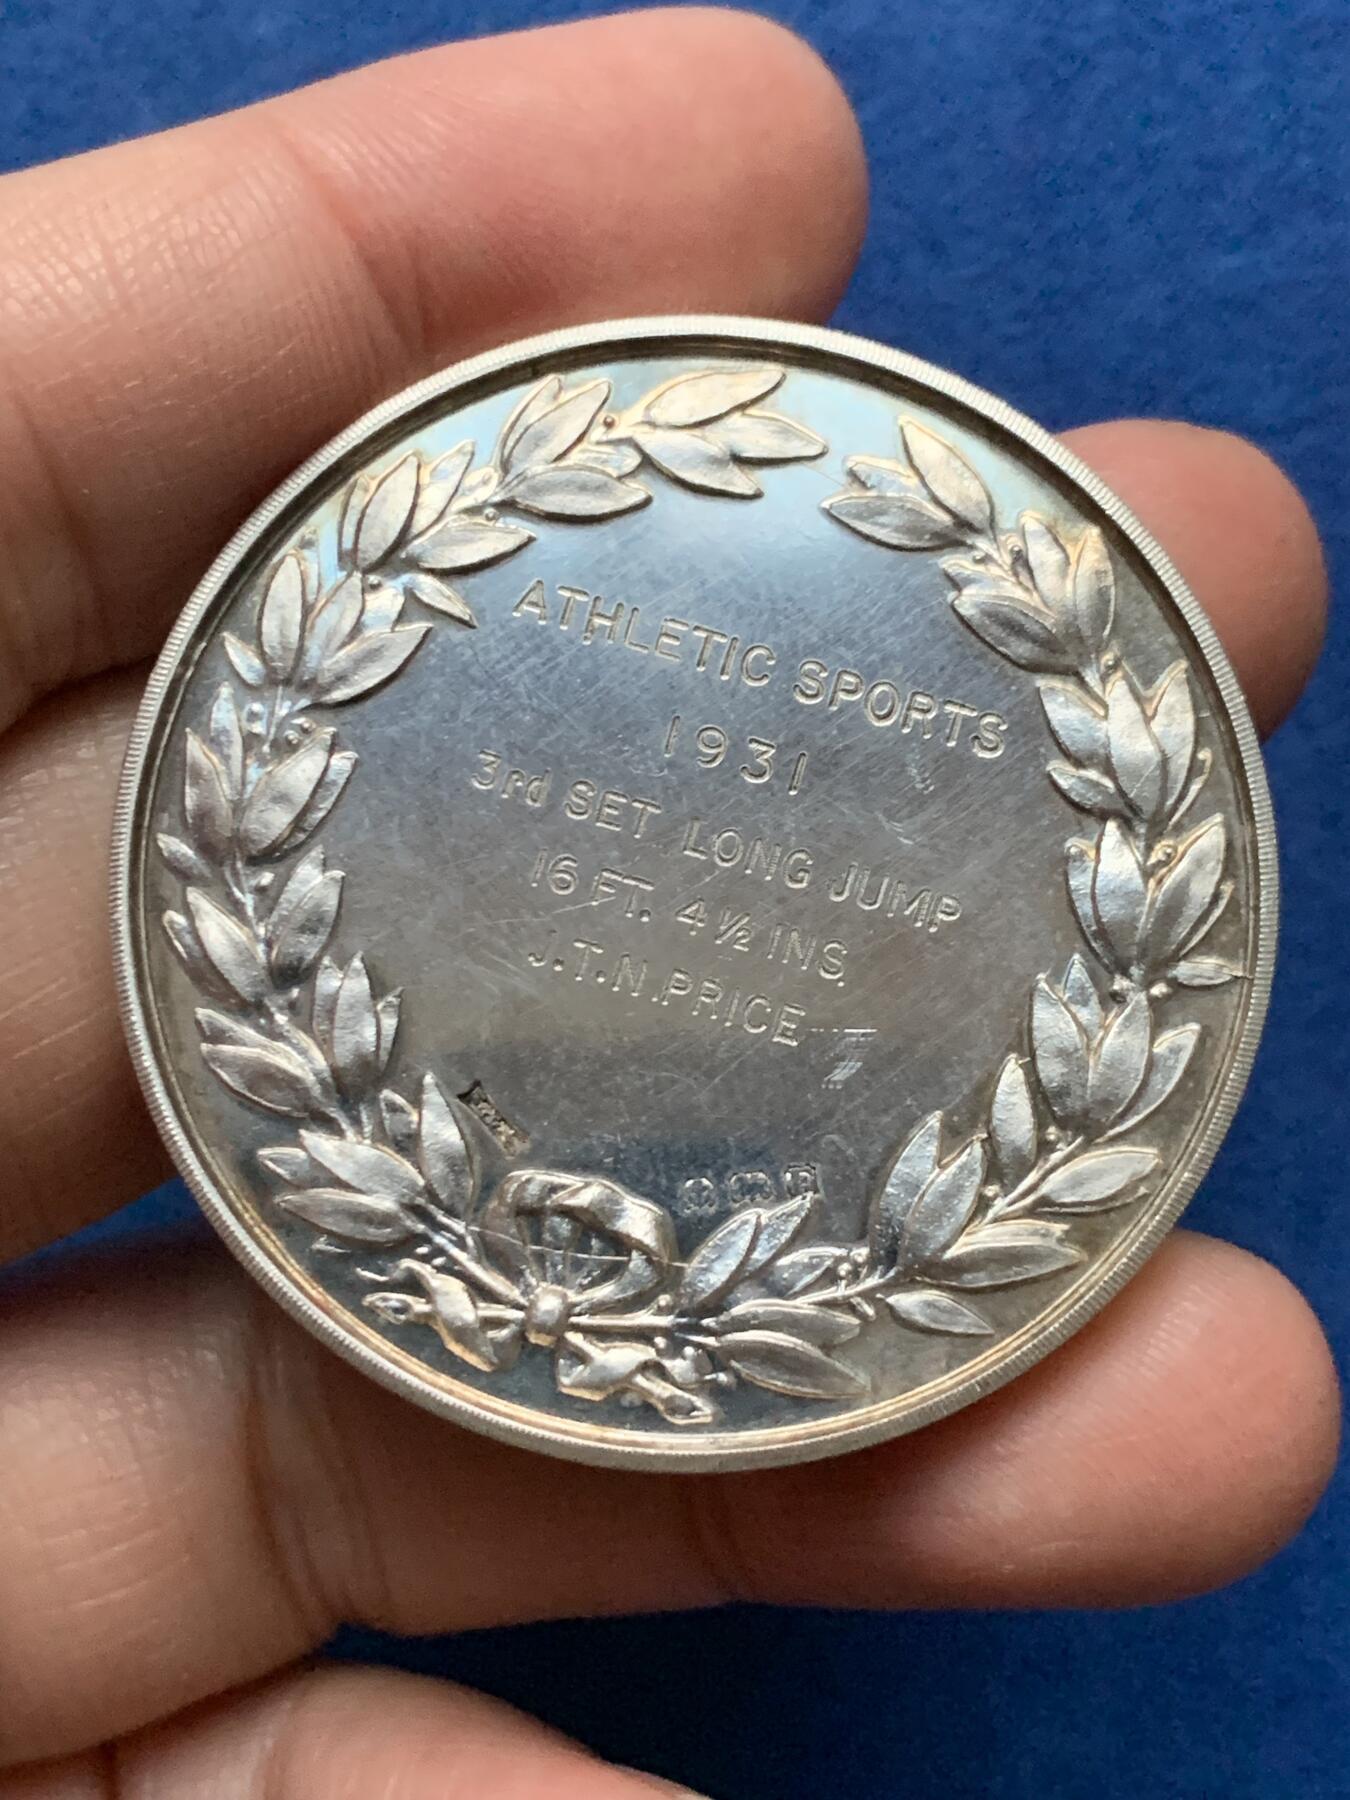 ATHLETIC SPORTS
1931
3rd SET LONG JUMP.
16 FT. 4½ INS.
J.T.N.PRICE